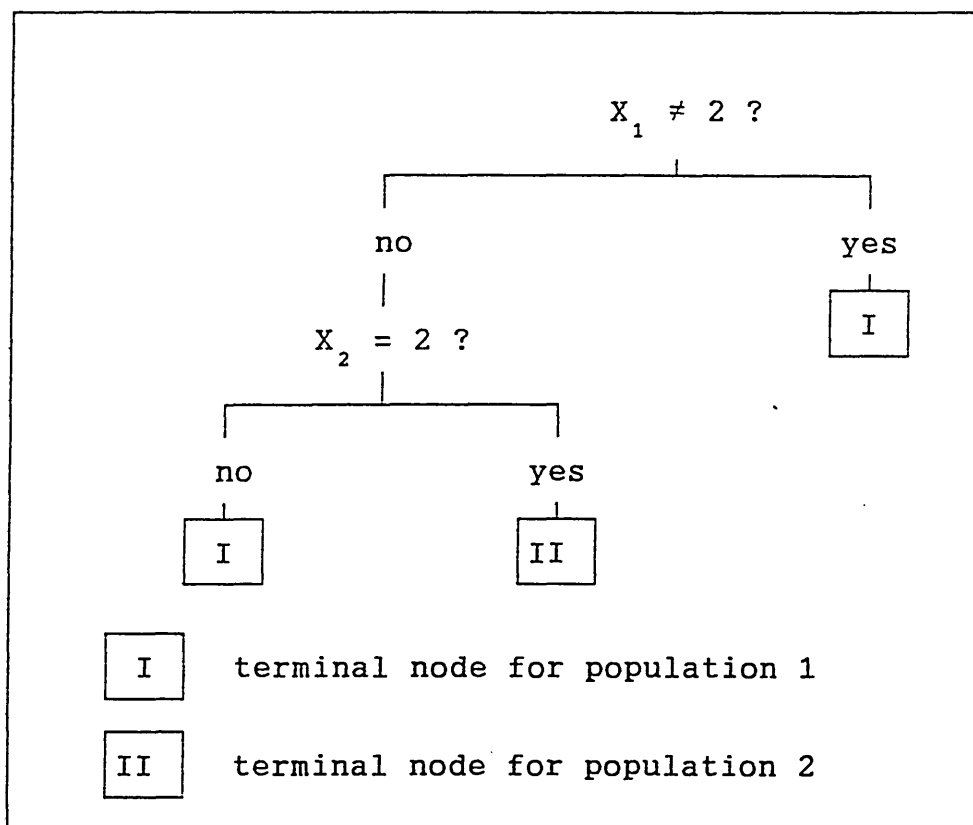 X₁ ≠ 2 ?
no yes
I
X₂ = 2 ?
no yes
I II
I terminal node for population 1
II terminal node for population 2